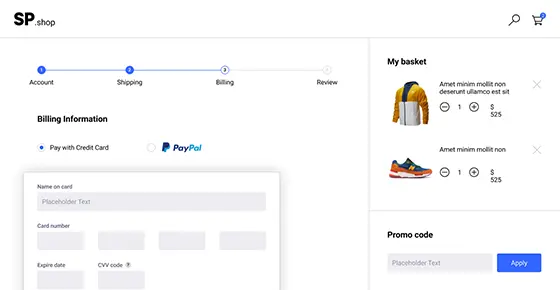 SP.shop
2
1
2
3
4
Account
Shipping
Billing
Review
Billing Information
Pay with Credit Card
PayPal
Name on card
Placeholder Text
Card number
Expire date
CVV code ?
My basket
Amet minim mollit non
deserunt ullamco est sit
1
$
525
Amet minim mollit non
1
$
525
Promo code
Placeholder Text
Apply